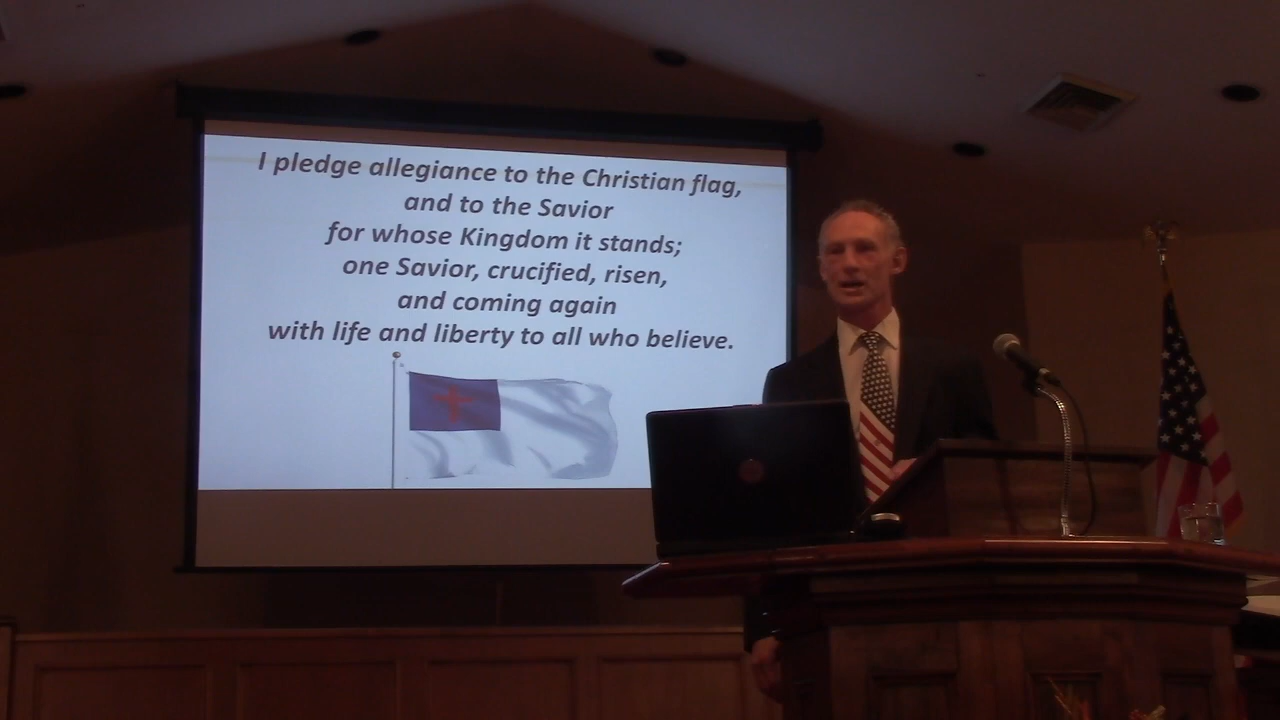 I pledge allegiance to the Christian flag,
and to the Savior
for whose Kingdom it stands;
one Savior, crucified, risen,
and coming again
with life and liberty to all who believe.